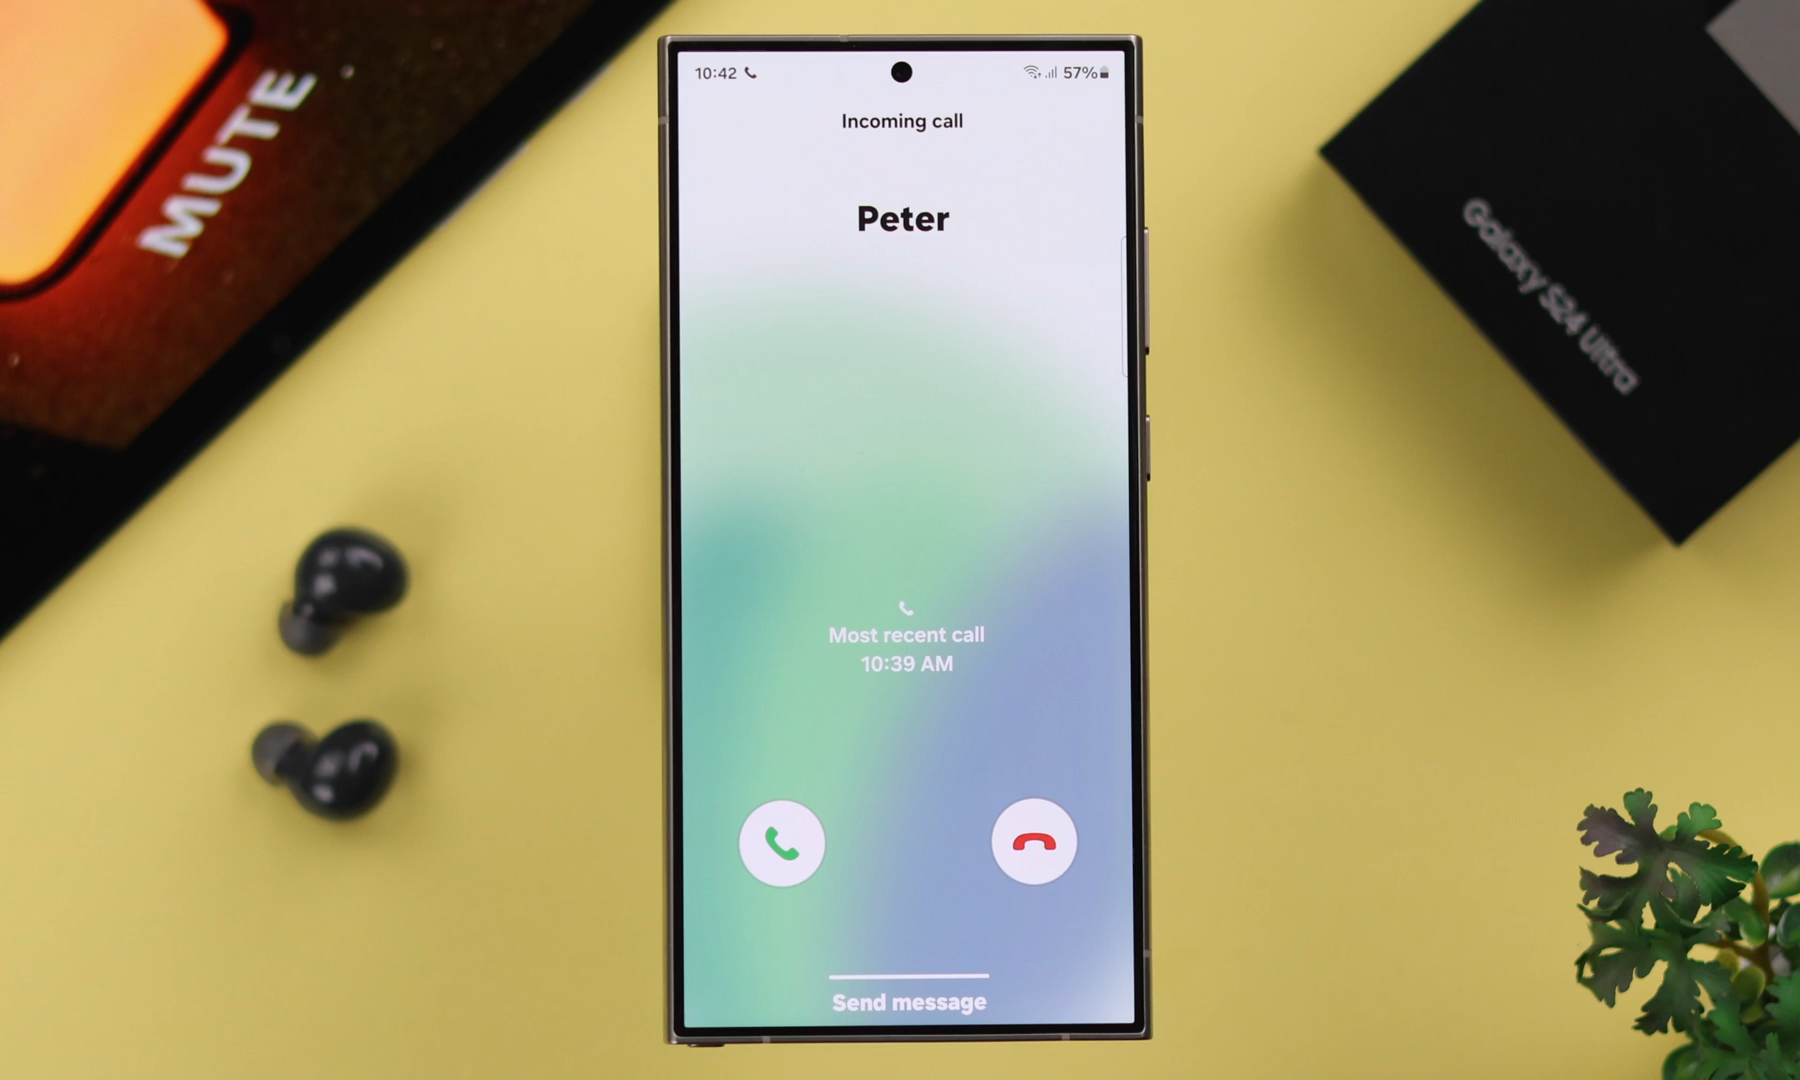 MUTE
10:42
57%
Incoming call
Peter
Most recent call
10:39 AM
Send message
Galaxy S24 Ultra